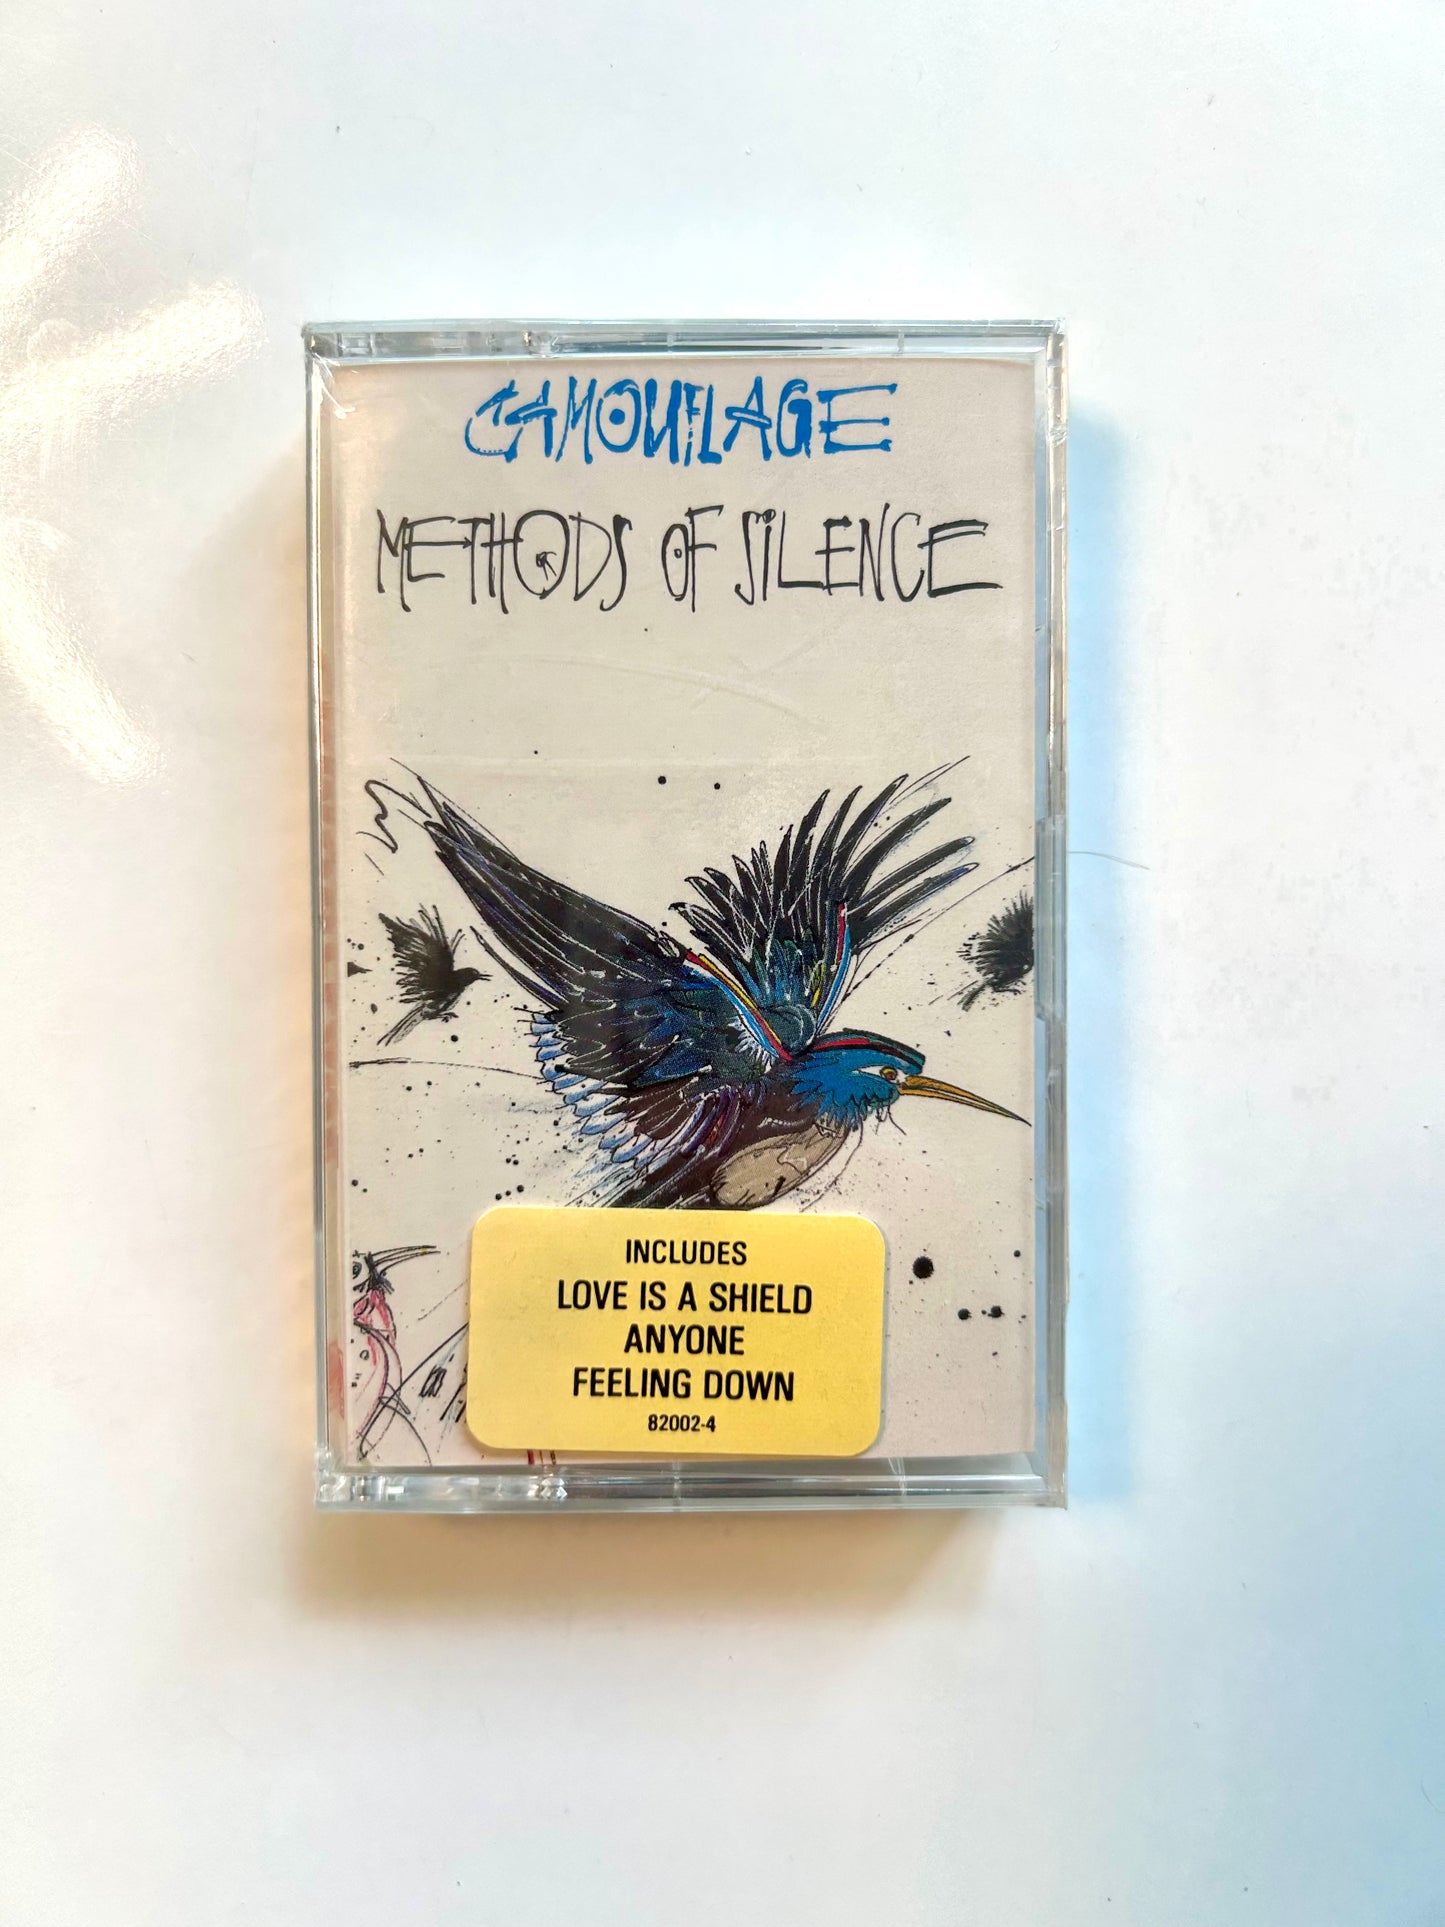 CAMOUFLAGE
METHODS OF SiLENCE
INCLUDES
LOVE IS A SHIELD
ANYONE
FEELING DOWN
82002-4